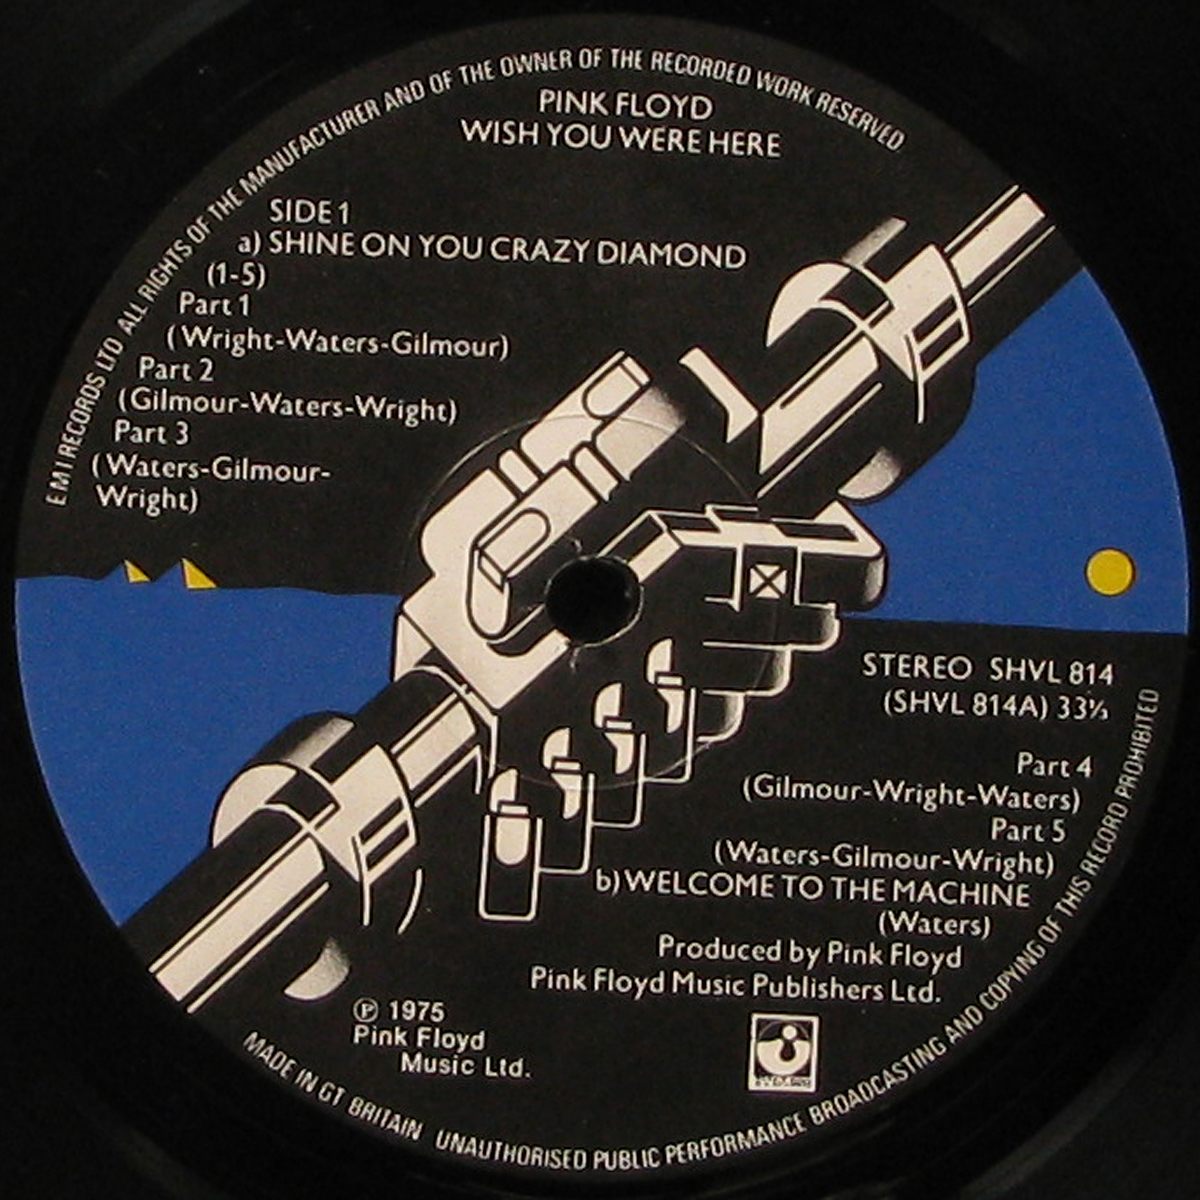 EMI RECORDS LTD ALL RIGHTS OF THE MANUFACTURER AND OF THE OWNER OF THE RECORDED WORK RESERVED
PINK FLOYD
WISH YOU WERE HERE
SIDE 1
a) SHINE ON YOU CRAZY DIAMOND
(1-5)
Part 1
(Wright-Waters-Gilmour)
Part 2
(Gilmour-Waters-Wright)
Part 3
(Waters-Gilmour-
Wright)
STEREO SHVL 814
(SHVL 814A) 33⅓
Part 4
(Gilmour-Wright-Waters)
Part 5
(Waters-Gilmour-Wright)
b) WELCOME TO THE MACHINE
(Waters)
Produced by Pink Floyd
Pink Floyd Music Publishers Ltd.
℗ 1975
Pink Floyd
Music Ltd.
MADE IN GT BRITAIN UNAUTHORISED PUBLIC PERFORMANCE BROADCASTING AND COPYING OF THIS RECORD PROHIBITED